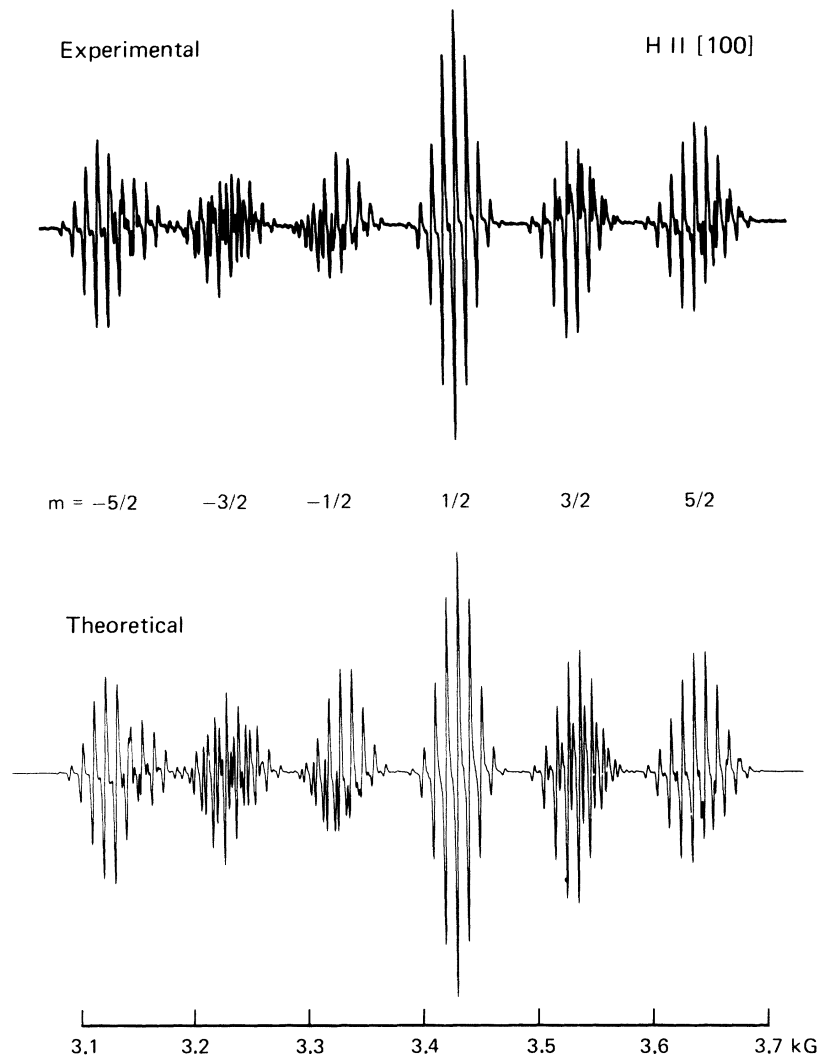 Experimental
H II [100]
m = −5/2 −3/2 −1/2 1/2 3/2 5/2
Theoretical
3.1 3.2 3.3 3.4 3.5 3.6 3.7 kG